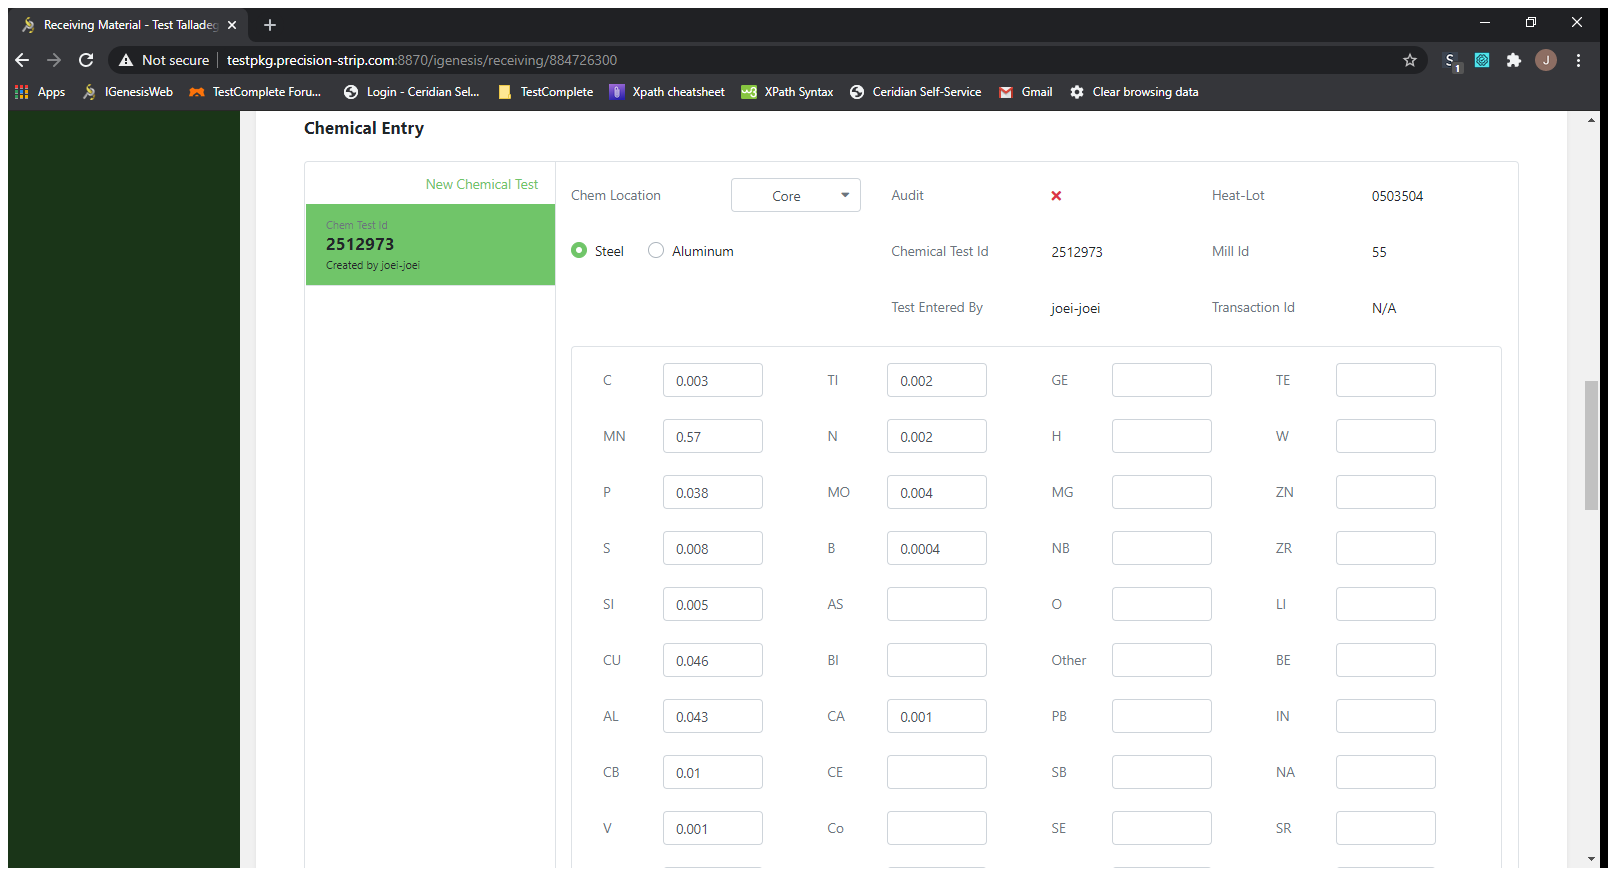 Receiving Material - Test Talladeg
Not secure testpkg.precision-strip.com:8870/igenesis/receiving/884726300
S 1 J
Apps IGenesisWeb TestComplete Foru... Login - Ceridian Sel... TestComplete Xpath cheatsheet XPath Syntax Ceridian Self-Service Gmail Clear browsing data
Chemical Entry
New Chemical Test
Chem Test Id
2512973
Created by joei-joei
Chem Location Core Audit Heat-Lot 0503504
Steel Aluminum Chemical Test Id 2512973 Mill Id 55
Test Entered By joei-joei Transaction Id N/A
C 0.003 TI 0.002 GE TE
MN 0.57 N 0.002 H W
P 0.038 MO 0.004 MG ZN
S 0.008 B 0.0004 NB ZR
SI 0.005 AS O LI
CU 0.046 BI Other BE
AL 0.043 CA 0.001 PB IN
CB 0.01 CE SB NA
V 0.001 Co SE SR